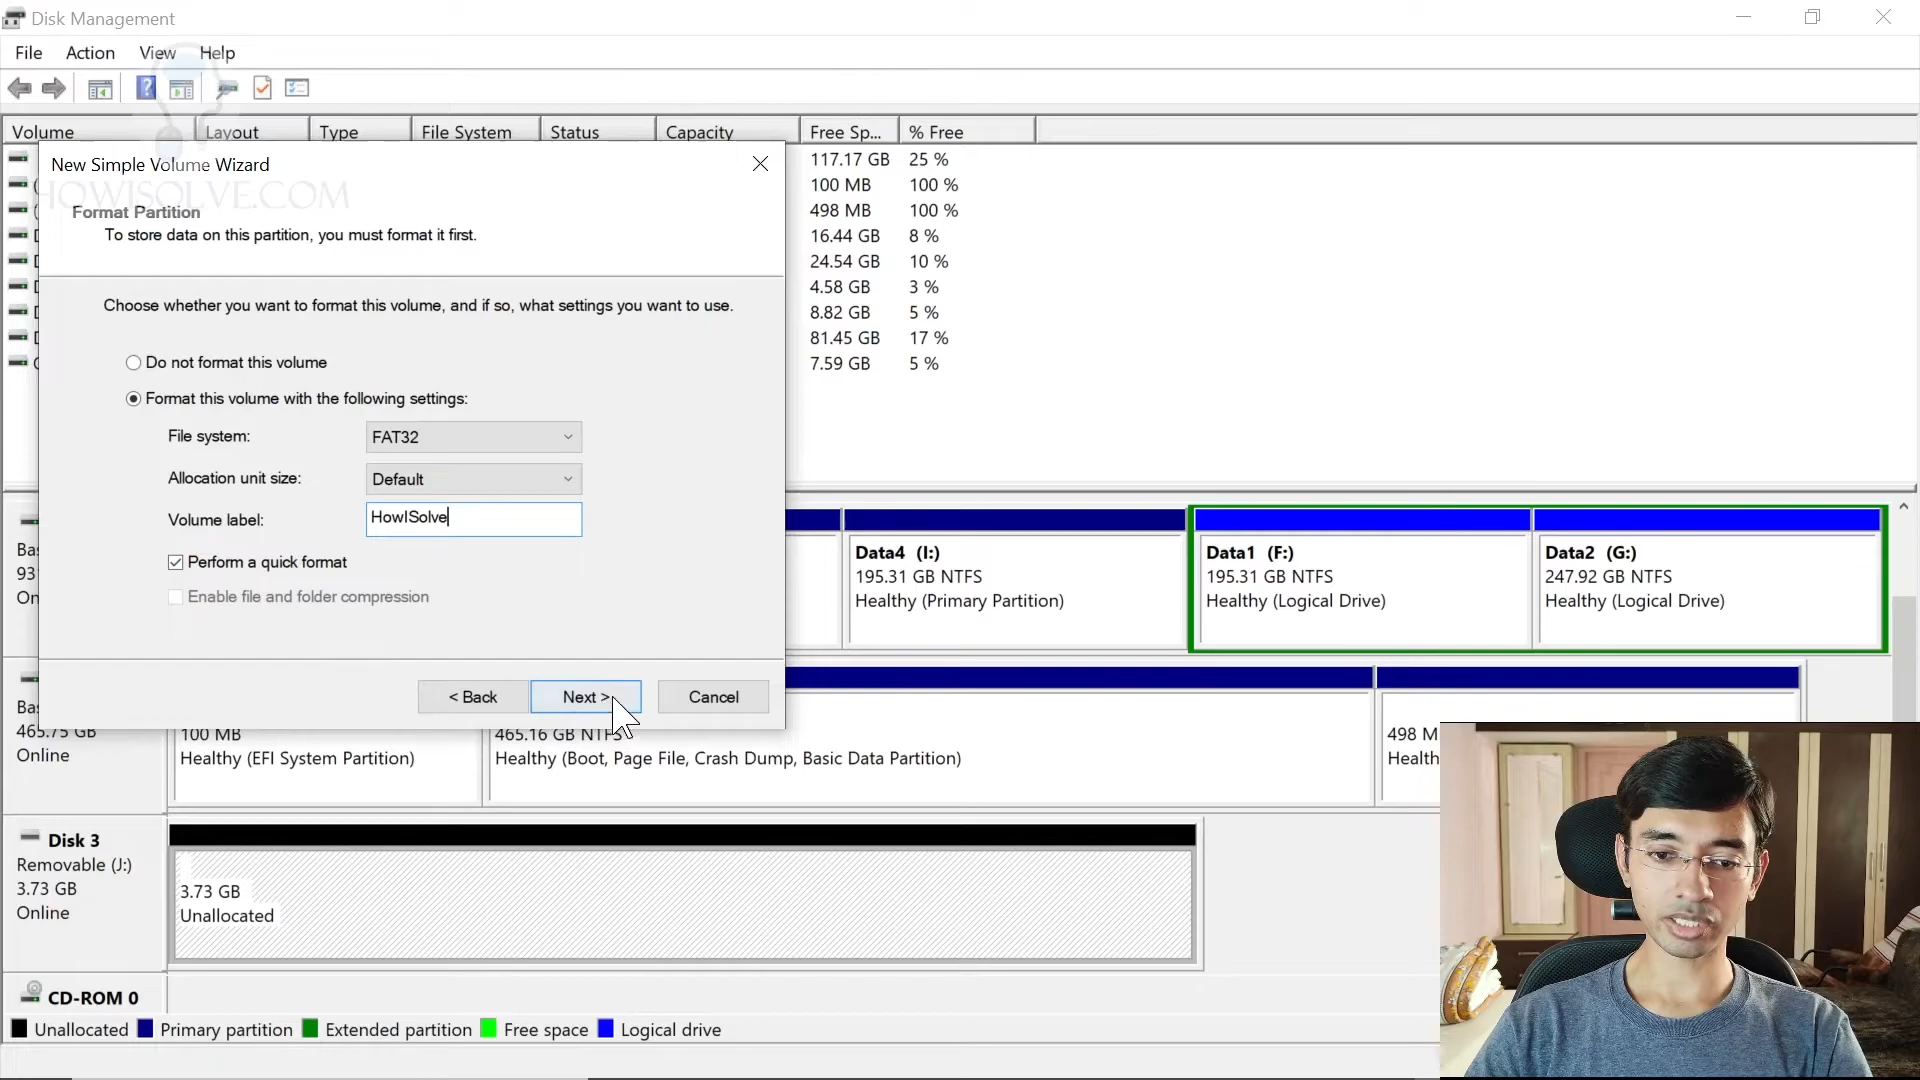 Disk Management
File Action View Help
Volume Layout Type File System Status Capacity Free Sp... % Free
117.17 GB 25 %
100 MB 100 %
498 MB 100 %
16.44 GB 8 %
24.54 GB 10 %
4.58 GB 3 %
8.82 GB 5 %
81.45 GB 17 %
7.59 GB 5 %
New Simple Volume Wizard
HOWISOLVE.COM
Format Partition
To store data on this partition, you must format it first.
Choose whether you want to format this volume, and if so, what settings you want to use.
Do not format this volume
Format this volume with the following settings:
File system: FAT32
Allocation unit size: Default
Volume label: HowISolve
Perform a quick format
Enable file and folder compression
< Back Next > Cancel
Data4 (I:)
195.31 GB NTFS
Healthy (Primary Partition)
Data1 (F:)
195.31 GB NTFS
Healthy (Logical Drive)
Data2 (G:)
247.92 GB NTFS
Healthy (Logical Drive)
Bas
93
On
Bas
465.75 GB
Online
100 MB
Healthy (EFI System Partition)
465.16 GB NTFS
Healthy (Boot, Page File, Crash Dump, Basic Data Partition)
498 M
Health
Disk 3
Removable (J:)
3.73 GB
Online
3.73 GB
Unallocated
CD-ROM 0
Unallocated Primary partition Extended partition Free space Logical drive